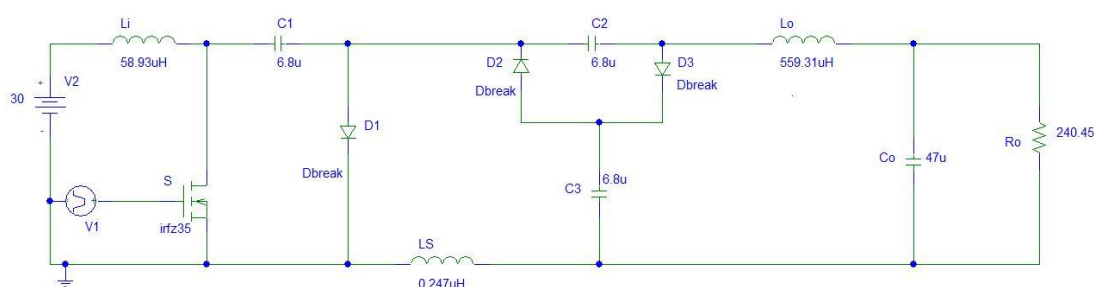 Li
58.93uH
C1
6.8u
C2
6.8u
Lo
559.31uH
+
V2
30
-
D2
Dbreak
D3
Dbreak
D1
Dbreak
S
irfz35
V1
C3
6.8u
LS
0.247uH
Co
47u
Ro
240.45